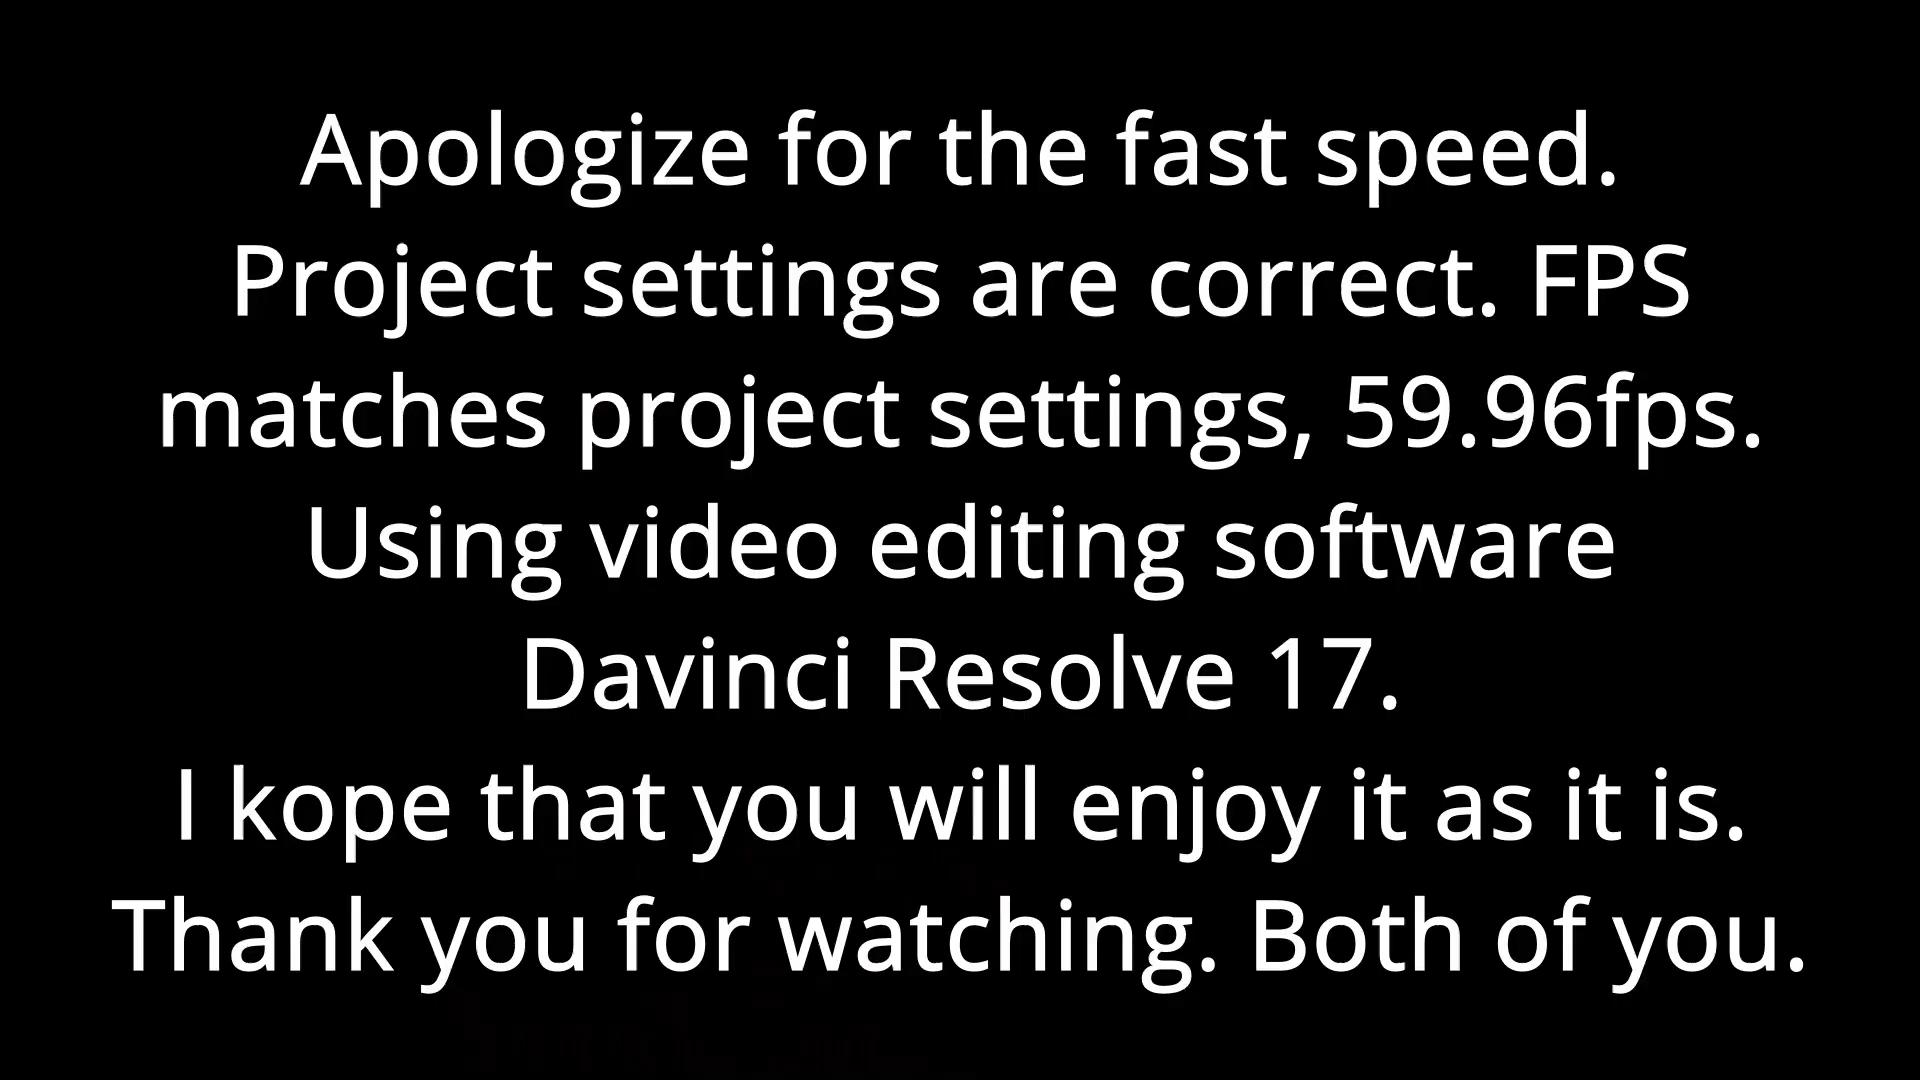 Apologize for the fast speed.
Project settings are correct. FPS
matches project settings, 59.96fps.
Using video editing software
Davinci Resolve 17.
I kope that you will enjoy it as it is.
Thank you for watching. Both of you.